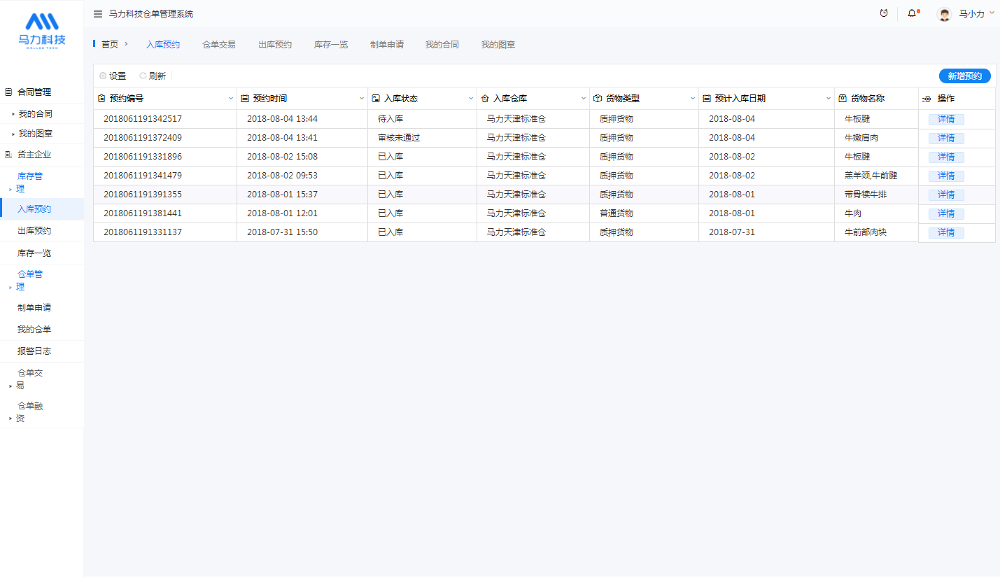 马力科技
MALLEE TECH
合同管理
我的合同
我的图章
货主企业
库存管
理
入库预约
出库预约
库存一览
仓单管
理
制单申请
我的仓单
报警日志
仓单交
易
仓单融
资
马力科技仓单管理系统
马小力
首页 入库预约 仓单交易 出库预约 库存一览 制单申请 我的合同 我的图章
设置 刷新 新增预约
预约编号 预约时间 入库状态 入库仓库 货物类型 预计入库日期 货物名称 操作
2018061191342517 2018-08-04 13:44 待入库 马力天津标准仓 质押货物 2018-08-04 牛板腱 详情
2018061191372409 2018-08-04 13:41 审核未通过 马力天津标准仓 质押货物 2018-08-04 牛嫩肩肉 详情
2018061191331896 2018-08-02 15:08 已入库 马力天津标准仓 质押货物 2018-08-02 牛板腱 详情
2018061191341479 2018-08-02 09:53 已入库 马力天津标准仓 质押货物 2018-08-02 羔羊颈,牛前腱 详情
2018061191391355 2018-08-01 15:37 已入库 马力天津标准仓 质押货物 2018-08-01 带骨犊牛排 详情
2018061191381441 2018-08-01 12:01 已入库 马力天津标准仓 普通货物 2018-08-01 牛肉 详情
2018061191331137 2018-07-31 15:50 已入库 马力天津标准仓 质押货物 2018-07-31 牛前部肉块 详情